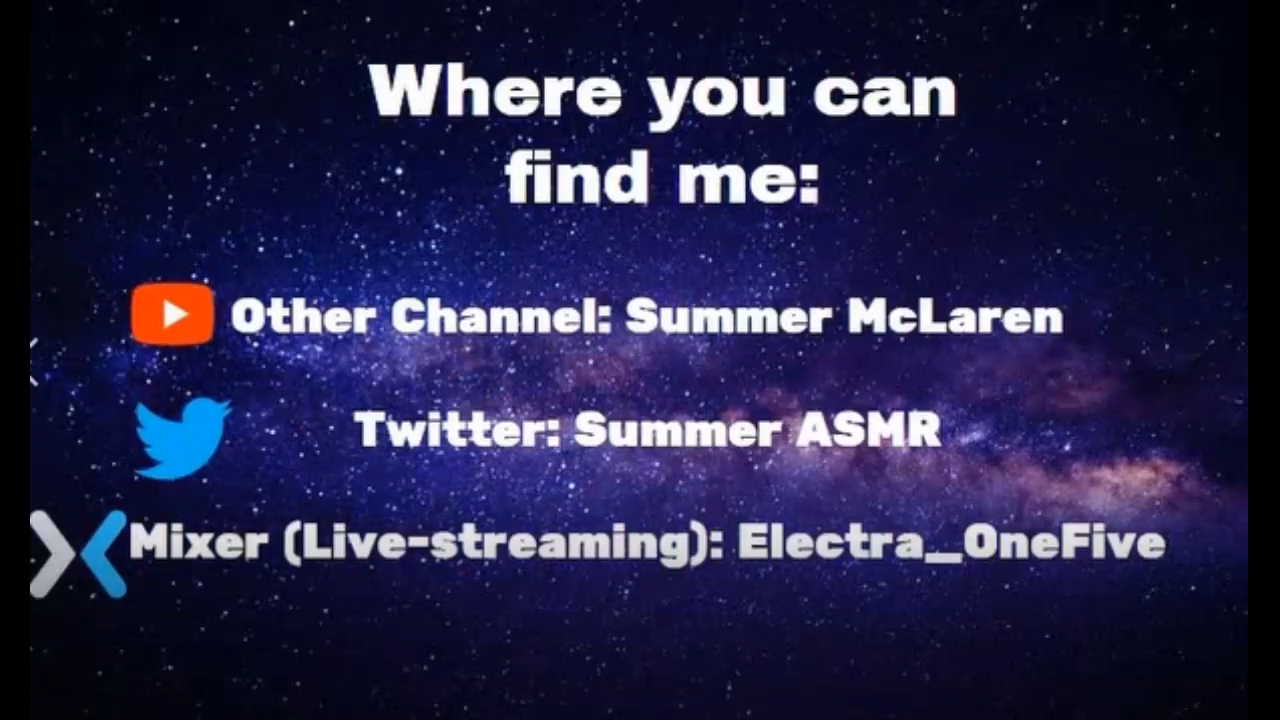 Where you can
find me:
Other Channel: Summer McLaren
Twitter: Summer ASMR
Mixer (Live-streaming): Electra_OneFive